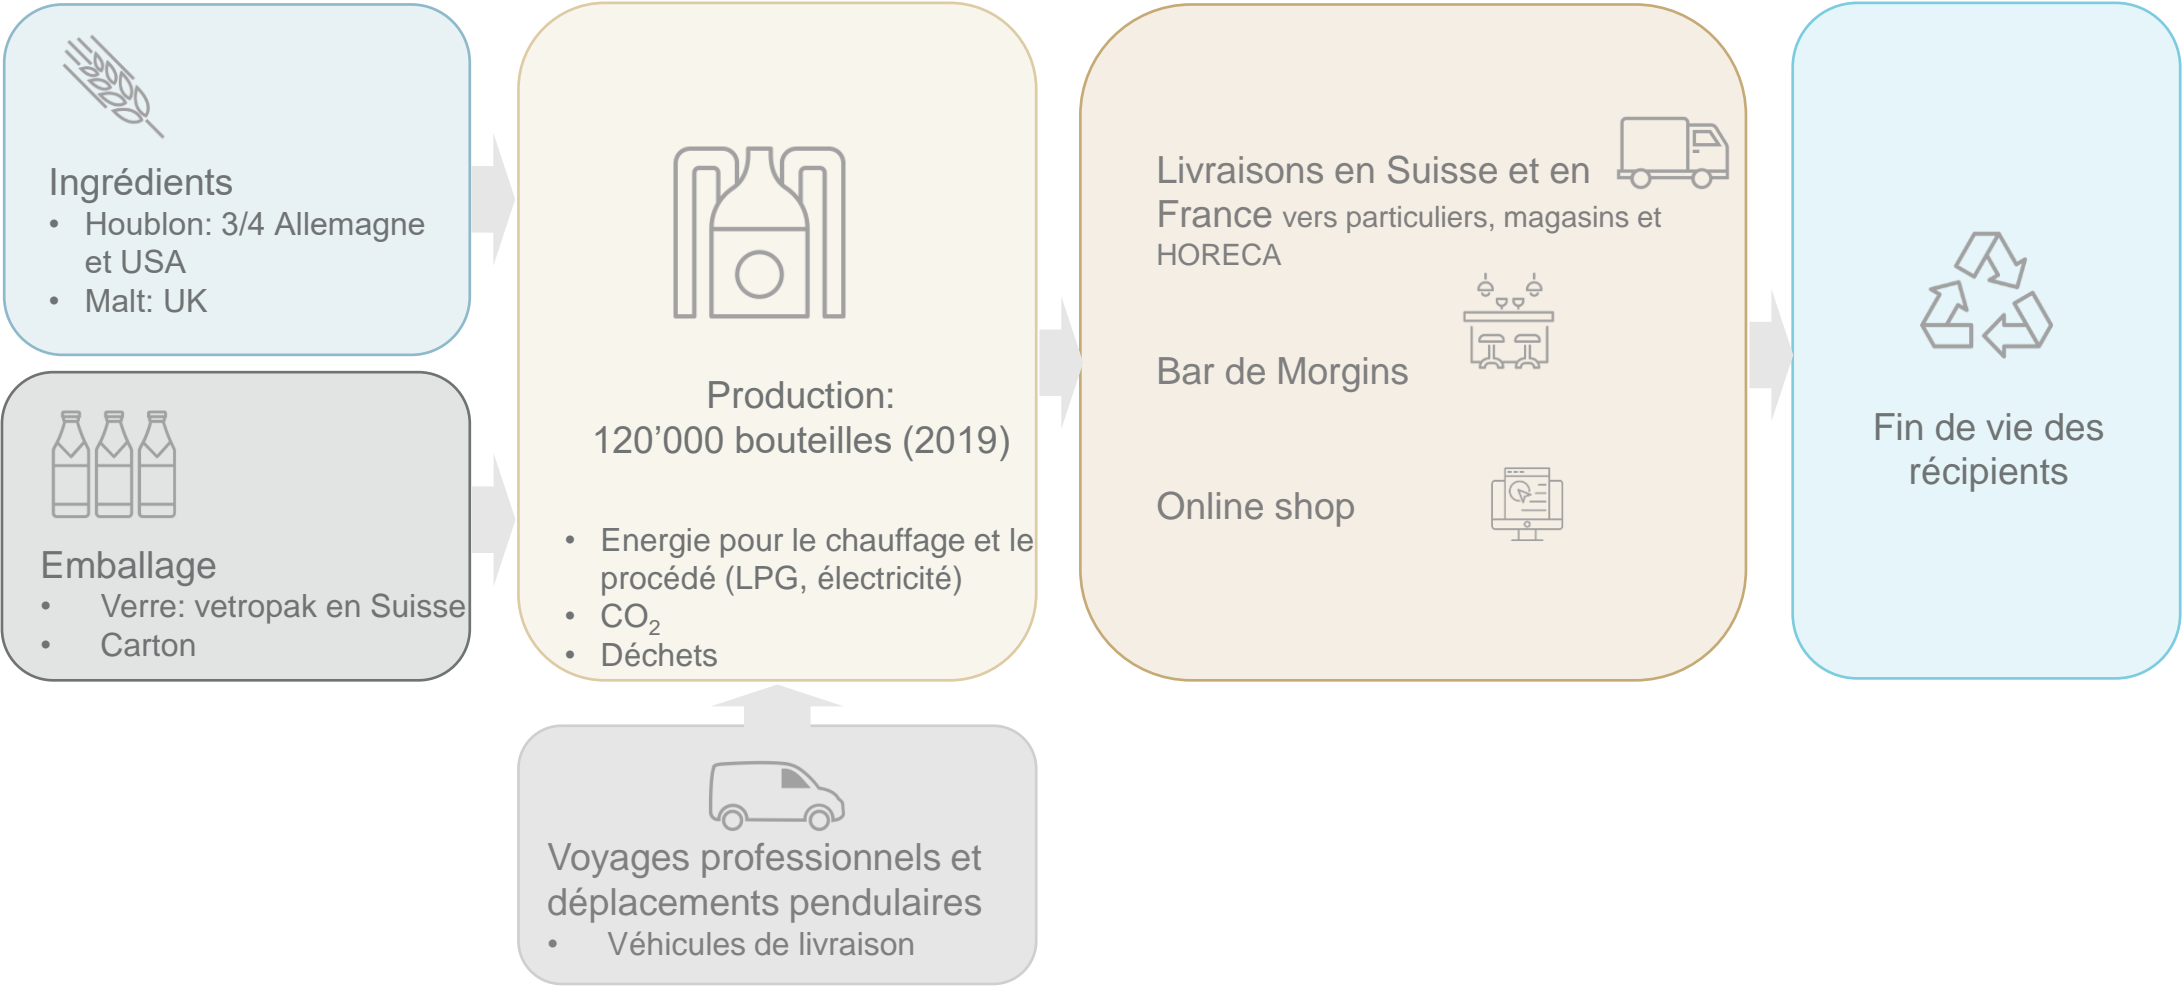 Ingrédients
• Houblon: 3/4 Allemagne
et USA
• Malt: UK
Emballage
• Verre: vetropak en Suisse
• Carton
Production:
120’000 bouteilles (2019)
• Energie pour le chauffage et le
procédé (LPG, électricité)
• CO₂
• Déchets
Voyages professionnels et
déplacements pendulaires
• Véhicules de livraison
Livraisons en Suisse et en
France vers particuliers, magasins et
HORECA
Bar de Morgins
Online shop
Fin de vie des
récipients